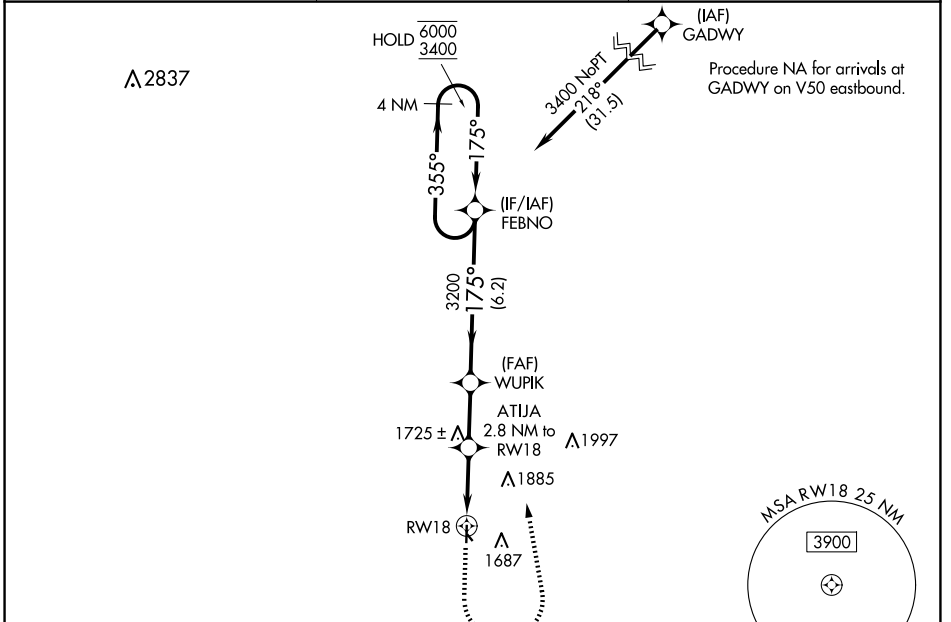 HOLD 6000
3400
(IAF)
GADWY
2837
Procedure NA for arrivals at
GADWY on V50 eastbound.
3400 NoPT
218°
(31.5)
4 NM
355°
175°
(IF/IAF)
FEBNO
3200
175°
(6.2)
(FAF)
WUPIK
ATIJA
2.8 NM to
RW18
1725 ±
1997
1885
RW18
1687
MSA RW18 25 NM
3900